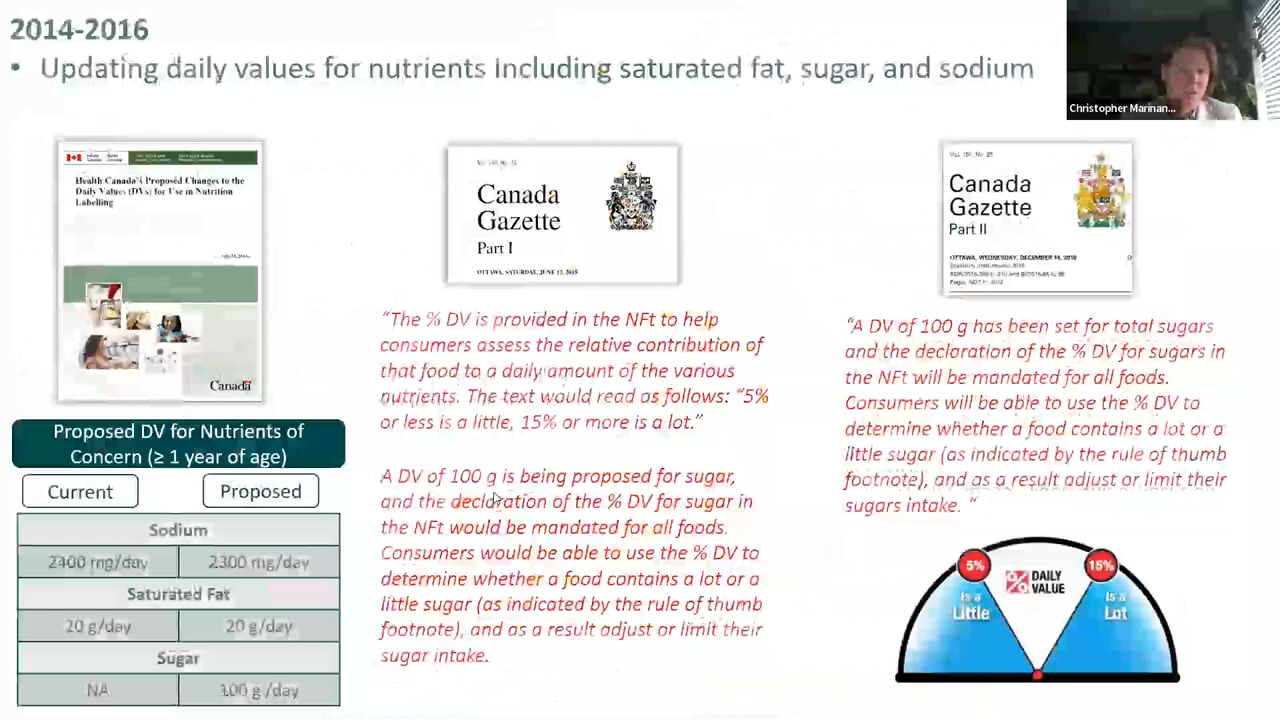 2014-2016
• Updating daily values for nutrients including saturated fat, sugar, and sodium
Christopher Marinan...
Health Canada's Proposed Changes to the
Daily Values (DVs) for Use in Nutrition
Labelling
Canada
Proposed DV for Nutrients of
Concern (≥ 1 year of age)
Current
Proposed
Sodium
2400 mg/day
2300 mg/day
Saturated Fat
20 g/day
20 g/day
Sugar
NA
100 g /day
Canada
Gazette
Part I
OTTAWA, SATURDAY, JUNE 13, 2015
“The % DV is provided in the NFt to help
consumers assess the relative contribution of
that food to a daily amount of the various
nutrients. The text would read as follows: “5%
or less is a little, 15% or more is a lot.”
A DV of 100 g is being proposed for sugar,
and the declaration of the % DV for sugar in
the NFt would be mandated for all foods.
Consumers would be able to use the % DV to
determine whether a food contains a lot or a
little sugar (as indicated by the rule of thumb
footnote), and as a result adjust or limit their
sugar intake.
Canada
Gazette
Part II
OTTAWA, WEDNESDAY, DECEMBER 14, 2016
“A DV of 100 g has been set for total sugars
and the declaration of the % DV for sugars in
the NFt will be mandated for all foods.
Consumers will be able to use the % DV to
determine whether a food contains a lot or a
little sugar (as indicated by the rule of thumb
footnote), and as a result adjust or limit their
sugars intake. “
5%
is a
Little
% DAILY
VALUE
15%
is a
Lot